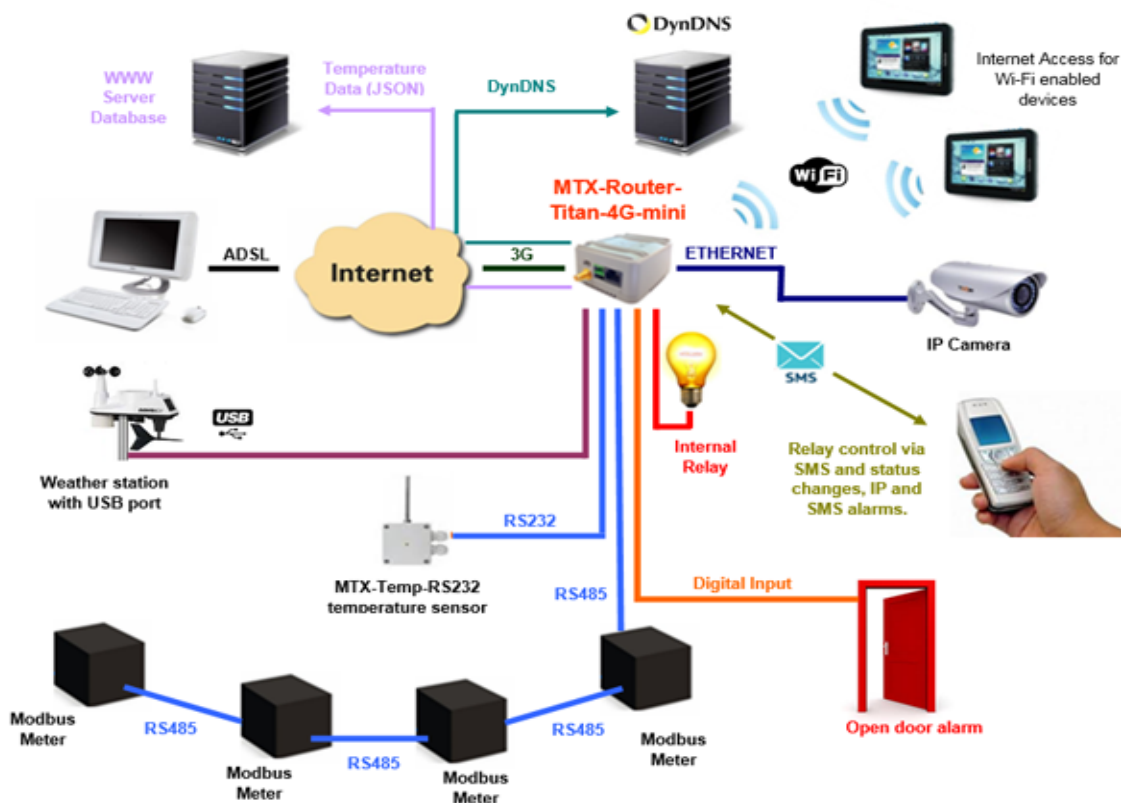 DynDNS
WWW
Server
Database
Temperature
Data (JSON)
DynDNS
Internet Access for
Wi-Fi enabled
devices
Wi Fi
MTX-Router-
Titan-4G-mini
ADSL
Internet
3G
ETHERNET
IP Camera
SMS
USB
Weather station
with USB port
Internal
Relay
Relay control via
SMS and status
changes, IP and
SMS alarms.
RS232
MTX-Temp-RS232
temperature sensor
RS485
Digital Input
Open door alarm
Modbus
Meter
RS485
Modbus
Meter
RS485
Modbus
Meter
RS485
Modbus
Meter